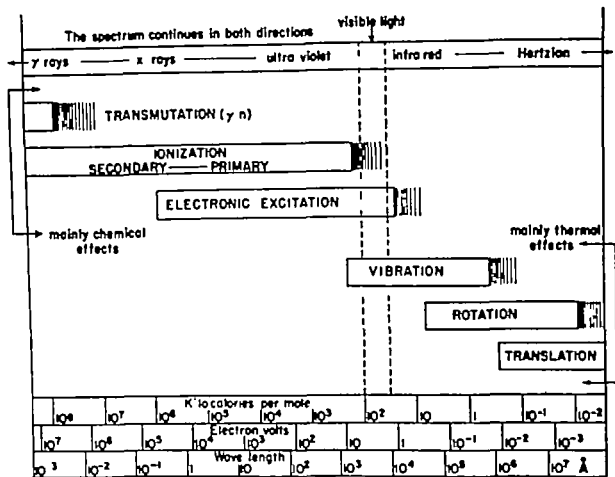 visible light
The spectrum continues in both directions
γ rays x rays ultra violet infra red Hertzian
TRANSMUTATION (γ n)
IONIZATION
SECONDARY PRIMARY
ELECTRONIC EXCITATION
mainly chemical
effects
mainly thermal
effects
VIBRATION
ROTATION
TRANSLATION
Kilocalories per mole
10⁷ 10⁶ 10⁵ 10⁴ 10³ 10² 10 1 10⁻¹ 10⁻²
Electron volts
10⁷ 10⁶ 10⁵ 10⁴ 10³ 10² 10 1 10⁻¹ 10⁻² 10⁻³
Wave length
10⁻³ 10⁻² 10⁻¹ 1 10 10² 10³ 10⁴ 10⁵ 10⁶ 10⁷ Å